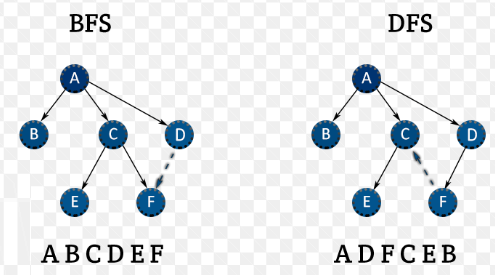 BFS DFS
A A
B C D B C D
E F E F
A B C D E F A D F C E B